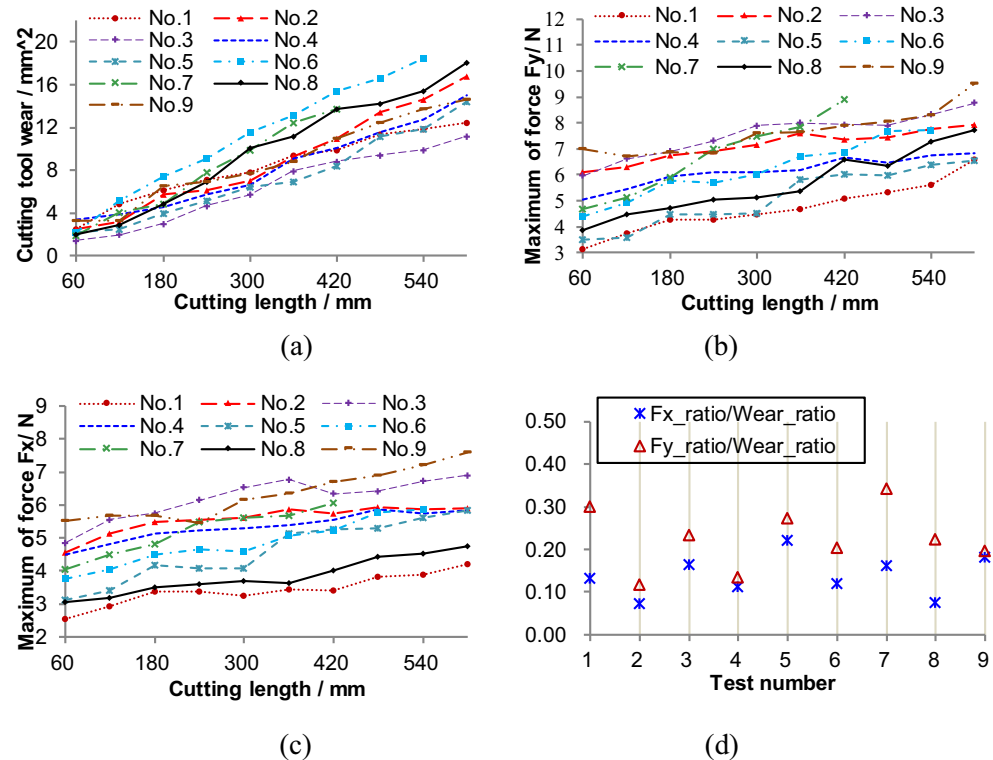 No.1 No.2
No.3 No.4
No.5 No.6
No.7 No.8
No.9
20
16
12
8
4
0
60 180 300 420 540
Cutting tool wear / mm^2
Cutting length / mm
(a)
No.1 No.2 No.3
No.4 No.5 No.6
No.7 No.8 No.9
12
11
10
9
8
7
6
5
4
3
60 180 300 420 540
Maximum of force Fy/ N
Cutting length / mm
(b)
No.1 No.2 No.3
No.4 No.5 No.6
No.7 No.8 No.9
9
8
7
6
5
4
3
2
60 180 300 420 540
Maximum of force Fx/ N
Cutting length / mm
(c)
Fx_ratio/Wear_ratio
Fy_ratio/Wear_ratio
0.50
0.40
0.30
0.20
0.10
0.00
1 2 3 4 5 6 7 8 9
Test number
(d)